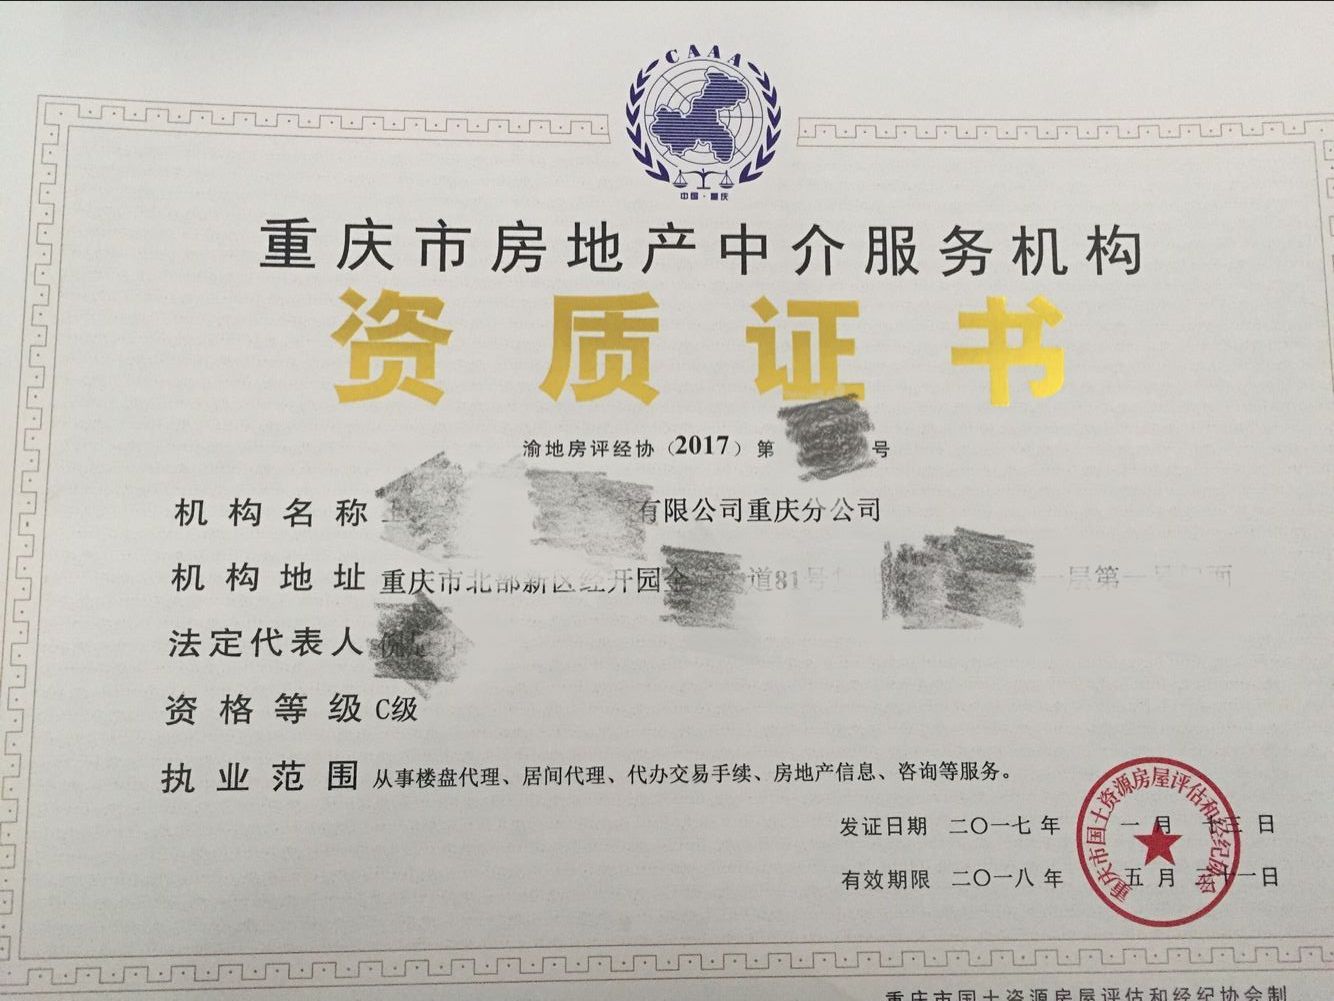 CAAA
中国·重庆
重庆市房地产中介服务机构
资质证书
渝地房评经协（2017）第 号
机构名称 有限公司重庆分公司
机构地址 重庆市北部新区经开园金 道81号 一层第一 面
法定代表人
资格等级 C级
执业范围 从事楼盘代理、居间代理、代办交易手续、房地产信息、咨询等服务。
发证日期 二〇一七年 一月 十三日
有效期限 二〇一八年 五月 三十一日
重庆市国土资源房屋评估和经纪协会
重庆市国土资源房屋评估和经纪协会制